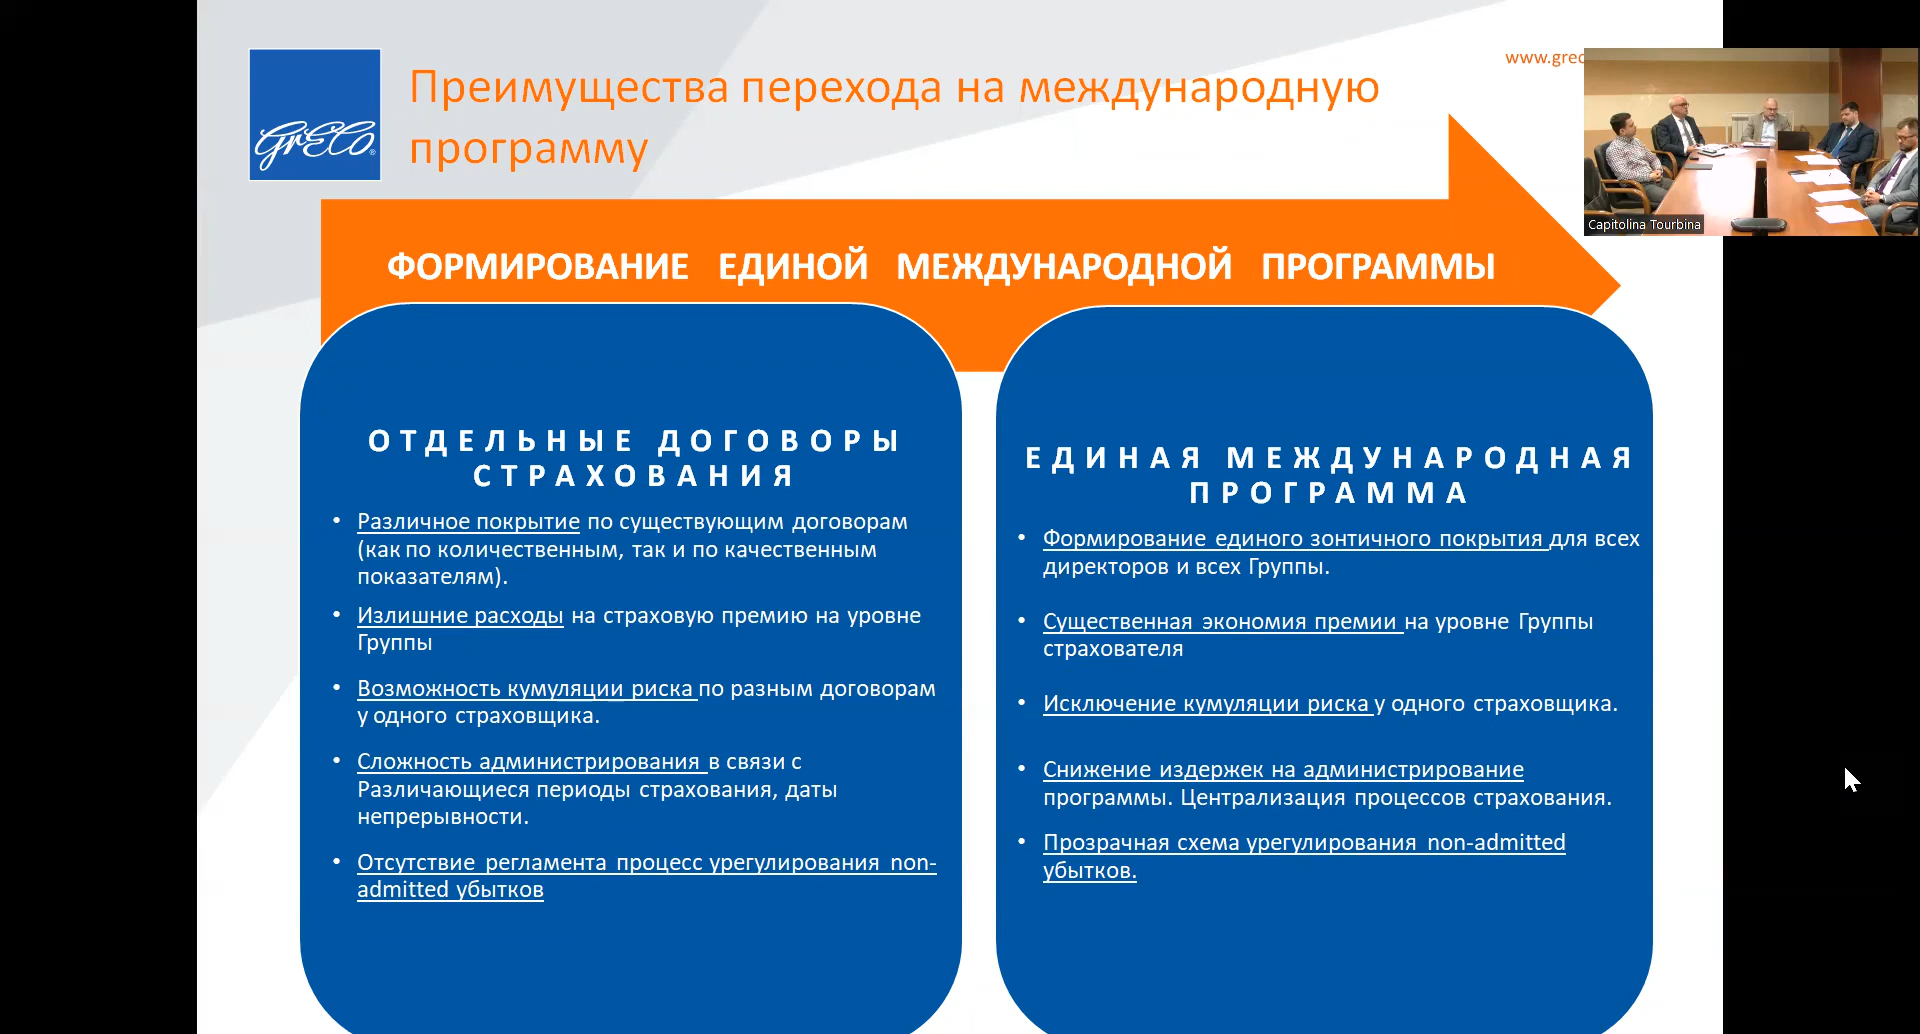 www.grec
GrECo
Преимущества перехода на международную
программу
Capitolina Tourbina
ФОРМИРОВАНИЕ ЕДИНОЙ МЕЖДУНАРОДНОЙ ПРОГРАММЫ
ОТДЕЛЬНЫЕ ДОГОВОРЫ
СТРАХОВАНИЯ
• Различное покрытие по существующим договорам
(как по количественным, так и по качественным
показателям).
• Излишние расходы на страховую премию на уровне
Группы
• Возможность кумуляции риска по разным договорам
у одного страховщика.
• Сложность администрирования в связи с
Различающиеся периоды страхования, даты
непрерывности.
• Отсутствие регламента процесс урегулирования non-
admitted убытков
ЕДИНАЯ МЕЖДУНАРОДНАЯ
ПРОГРАММА
• Формирование единого зонтичного покрытия для всех
директоров и всех Группы.
• Существенная экономия премии на уровне Группы
страхователя
• Исключение кумуляции риска у одного страховщика.
• Снижение издержек на администрирование
программы. Централизация процессов страхования.
• Прозрачная схема урегулирования non-admitted
убытков.